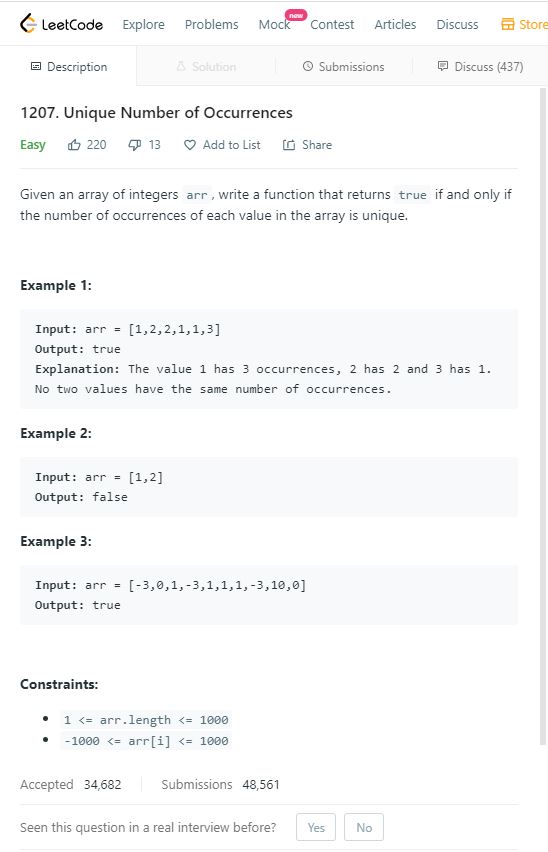 LeetCode Explore Problems Mock new Contest Articles Discuss Store
Description Solution Submissions Discuss (437)
1207. Unique Number of Occurrences
Easy 220 13 Add to List Share
Given an array of integers arr , write a function that returns true if and only if
the number of occurrences of each value in the array is unique.
Example 1:
Input: arr = [1,2,2,1,1,3]
Output: true
Explanation: The value 1 has 3 occurrences, 2 has 2 and 3 has 1.
No two values have the same number of occurrences.
Example 2:
Input: arr = [1,2]
Output: false
Example 3:
Input: arr = [-3,0,1,-3,1,1,1,-3,10,0]
Output: true
Constraints:
• 1 <= arr.length <= 1000
• -1000 <= arr[i] <= 1000
Accepted 34,682 Submissions 48,561
Seen this question in a real interview before? Yes No